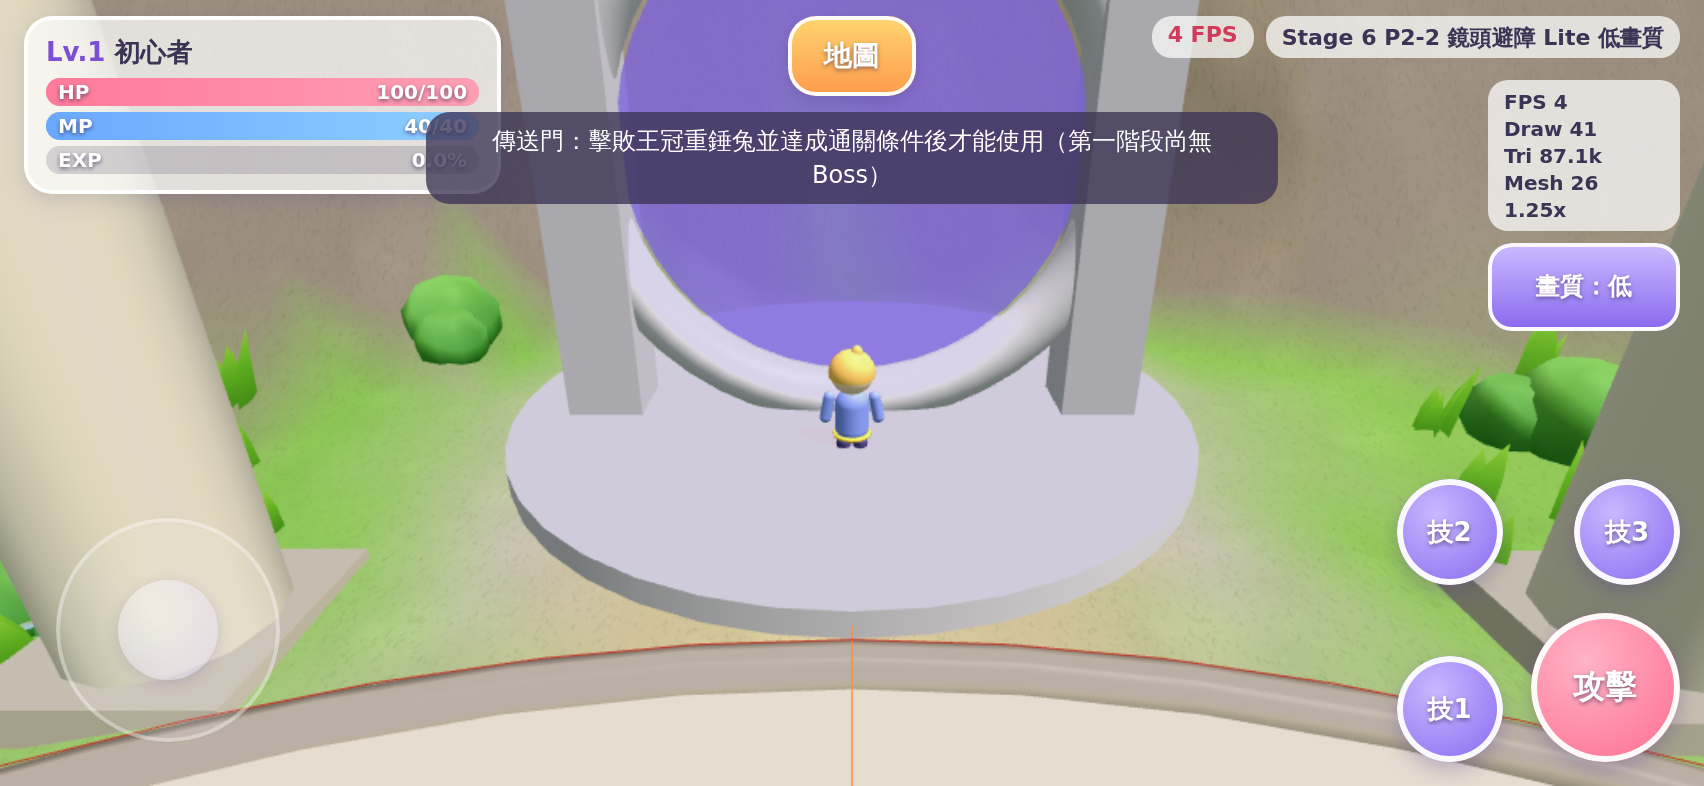 Lv.1 初心者
HP 100/100
MP 40/40
EXP 0.0%
地圖
傳送門：擊敗王冠重錘兔並達成通關條件後才能使用（第一階段尚無
Boss）
4 FPS
Stage 6 P2-2 鏡頭避障 Lite 低畫質
FPS 4
Draw 41
Tri 87.1k
Mesh 26
1.25x
畫質：低
技2
技3
技1
攻擊